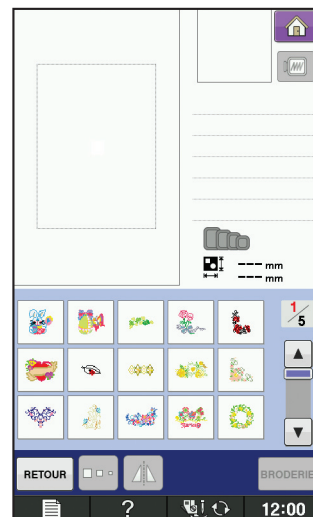 --- mm
--- mm
1/5
RETOUR
BRODERIE
?
12:00